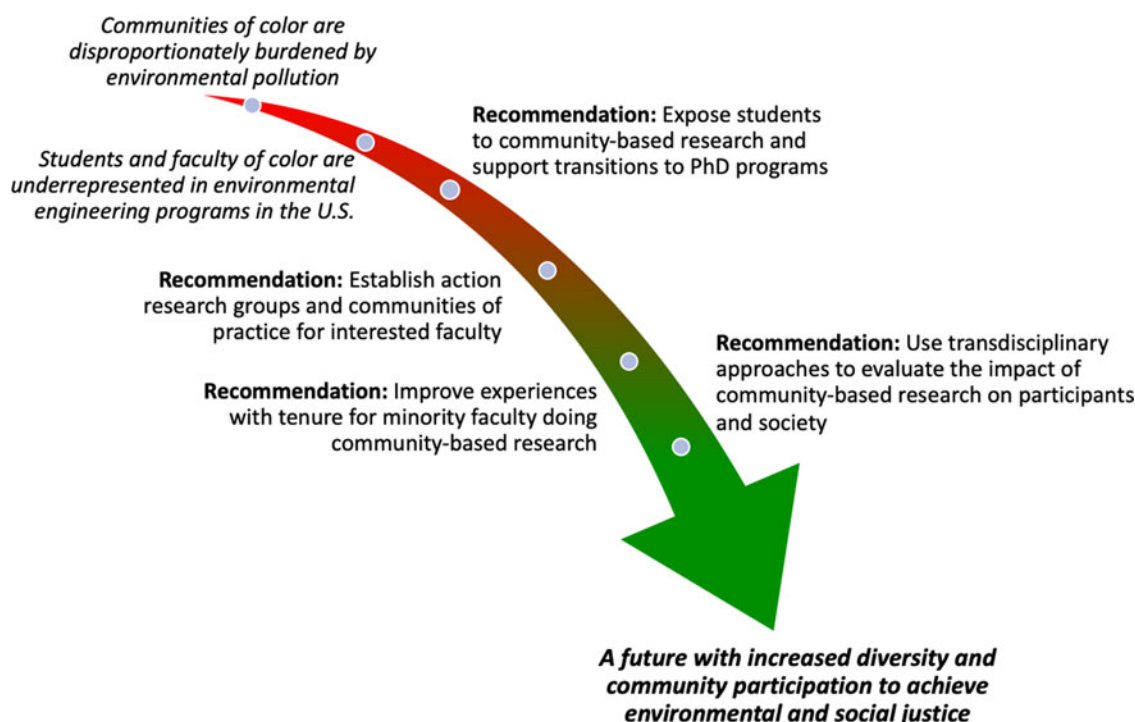 Communities of color are
disproportionately burdened by
environmental pollution
Students and faculty of color are
underrepresented in environmental
engineering programs in the U.S.
Recommendation: Expose students
to community-based research and
support transitions to PhD programs
Recommendation: Establish action
research groups and communities of
practice for interested faculty
Recommendation: Improve experiences
with tenure for minority faculty doing
community-based research
Recommendation: Use transdisciplinary
approaches to evaluate the impact of
community-based research on participants
and society
A future with increased diversity and
community participation to achieve
environmental and social justice